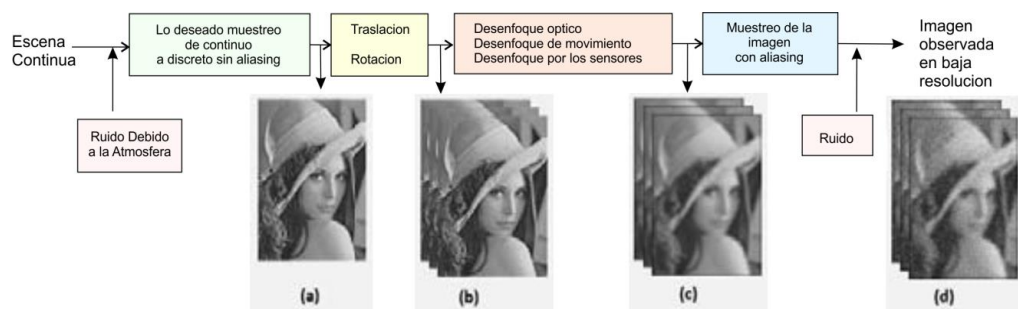 Escena
Continua
Lo deseado muestreo
de continuo
a discreto sin aliasing
Traslacion
Rotacion
Desenfoque optico
Desenfoque de movimiento
Desenfoque por los sensores
Muestreo de la
imagen
con aliasing
Imagen
observada
en baja
resolucion
Ruido Debido
a la Atmosfera
Ruido
(a)
(b)
(c)
(d)